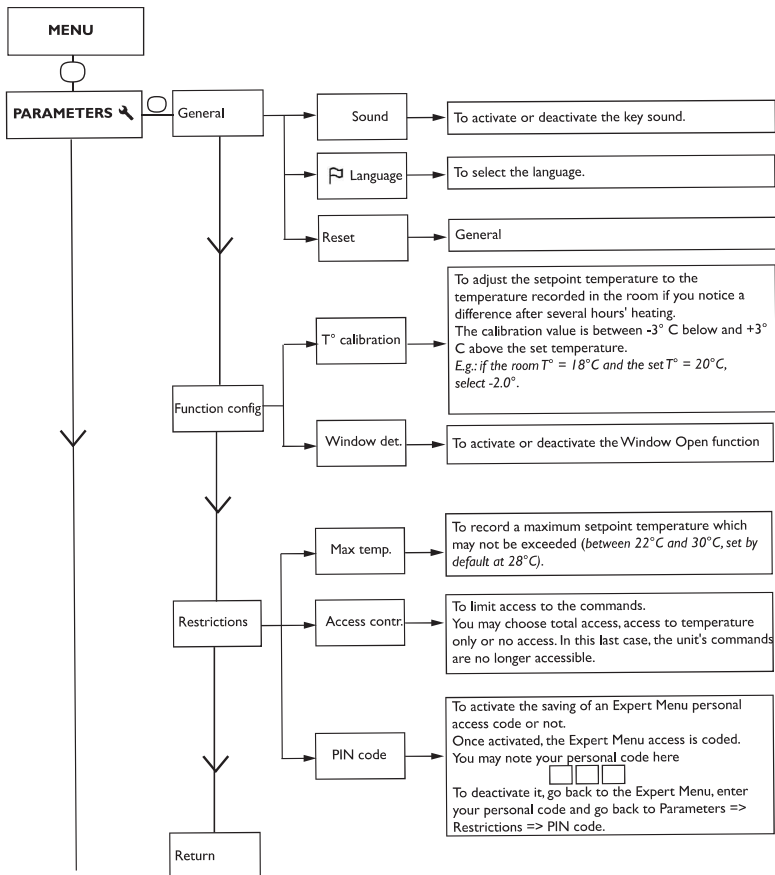 MENU
PARAMETERS
General
Sound
To activate or deactivate the key sound.
Language
To select the language.
Reset
General
To adjust the setpoint temperature to the
temperature recorded in the room if you notice a
difference after several hours' heating.
The calibration value is between -3° C below and +3°
C above the set temperature.
E.g.: if the room T° = 18°C and the set T° = 20°C,
select -2.0°.
T° calibration
Function config
Window det.
To activate or deactivate the Window Open function
Max temp.
To record a maximum setpoint temperature which
may not be exceeded (between 22°C and 30°C, set by
default at 28°C).
Restrictions
Access contr.
To limit access to the commands.
You may choose total access, access to temperature
only or no access. In this last case, the unit's commands
are no longer accessible.
PIN code
To activate the saving of an Expert Menu personal
access code or not.
Once activated, the Expert Menu access is coded.
You may note your personal code here
To deactivate it, go back to the Expert Menu, enter
your personal code and go back to Parameters =>
Restrictions => PIN code.
Return